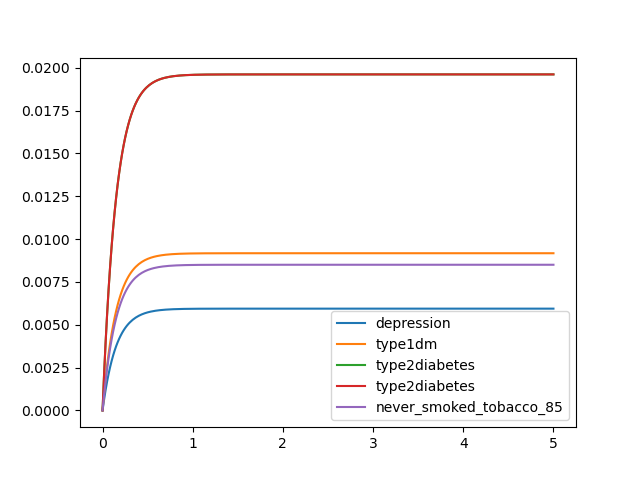 0.0200
0.0175
0.0150
0.0125
0.0100
0.0075
0.0050
0.0025
0.0000
depression
type1dm
type2diabetes
type2diabetes
never_smoked_tobacco_85
0 1 2 3 4 5